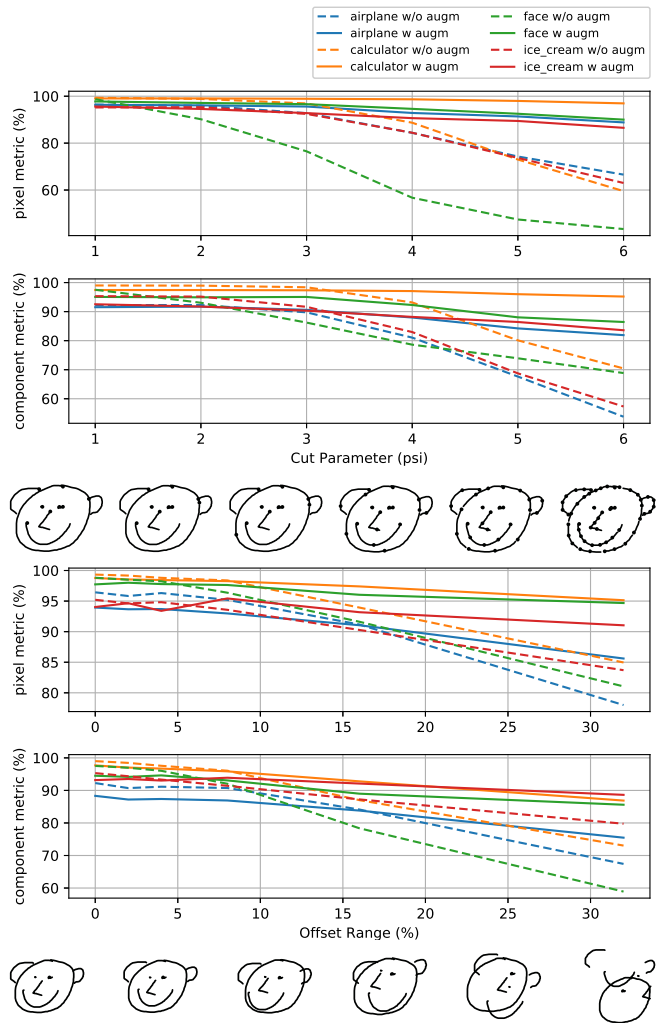 airplane w/o augm
airplane w augm
calculator w/o augm
calculator w augm
face w/o augm
face w augm
ice_cream w/o augm
ice_cream w augm
pixel metric (%)
100
80
60
1 2 3 4 5 6
component metric (%)
100
90
80
70
60
1 2 3 4 5 6
Cut Parameter (psi)
pixel metric (%)
100
95
90
85
80
0 5 10 15 20 25 30
component metric (%)
100
90
80
70
60
0 5 10 15 20 25 30
Offset Range (%)